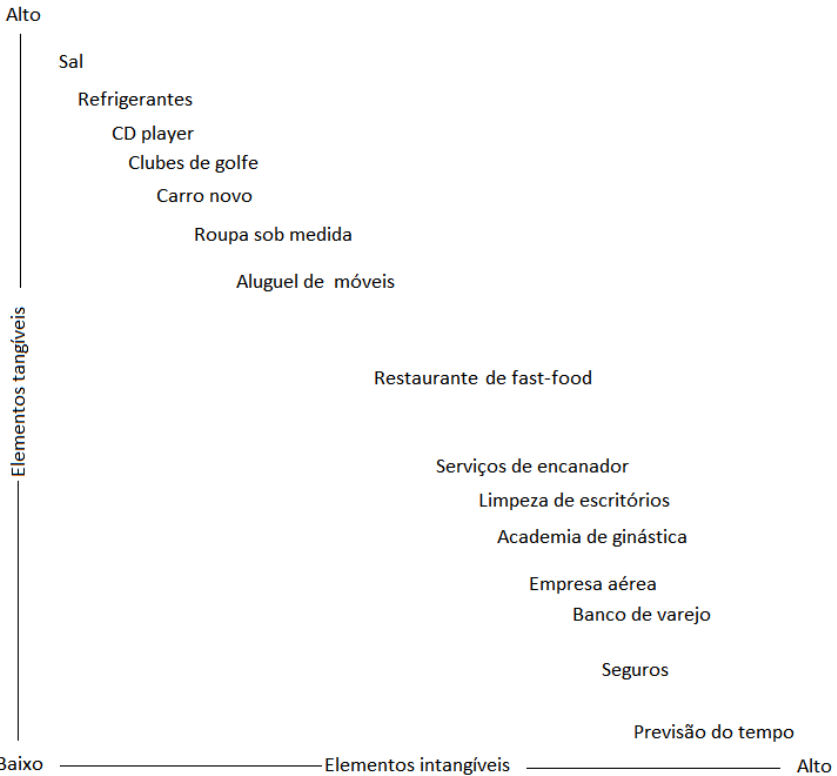 Alto
Sal
Refrigerantes
CD player
Clubes de golfe
Carro novo
Roupa sob medida
Aluguel de móveis
Elementos tangíveis
Restaurante de fast-food
Serviços de encanador
Limpeza de escritórios
Academia de ginástica
Empresa aérea
Banco de varejo
Seguros
Previsão do tempo
Baixo
Elementos intangíveis
Alto